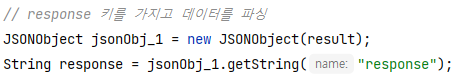 // response 키를 가지고 데이터를 파싱
JSONObject jsonObj_1 = new JSONObject(result);
String response = jsonObj_1.getString( name: "response");